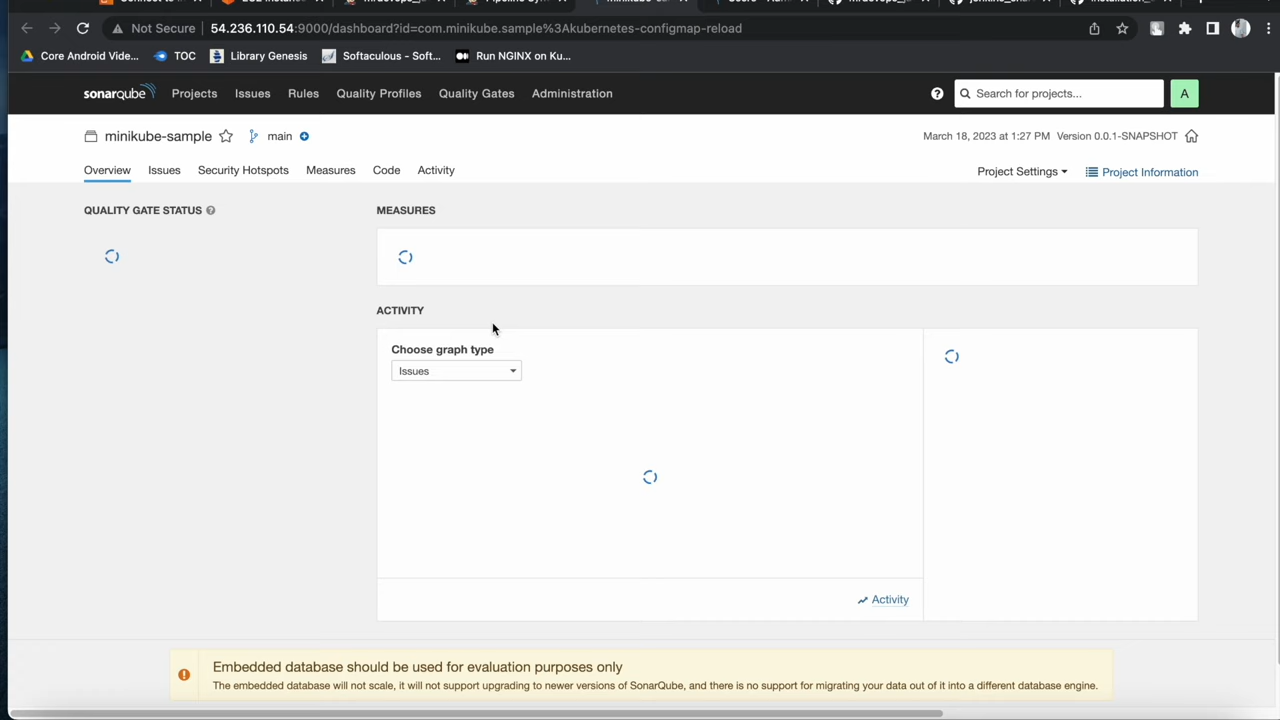 Not Secure 54.236.110.54:9000/dashboard?id=com.minikube.sample%3Akubernetes-configmap-reload
Core Android Vide... TOC Library Genesis Softaculous - Soft... Run NGINX on Ku...
sonarqube Projects Issues Rules Quality Profiles Quality Gates Administration ? Search for projects... A
minikube-sample main March 18, 2023 at 1:27 PM Version 0.0.1-SNAPSHOT
Overview Issues Security Hotspots Measures Code Activity Project Settings Project Information
QUALITY GATE STATUS ? MEASURES
ACTIVITY
Choose graph type
Issues
Activity
Embedded database should be used for evaluation purposes only
The embedded database will not scale, it will not support upgrading to newer versions of SonarQube, and there is no support for migrating your data out of it into a different database engine.